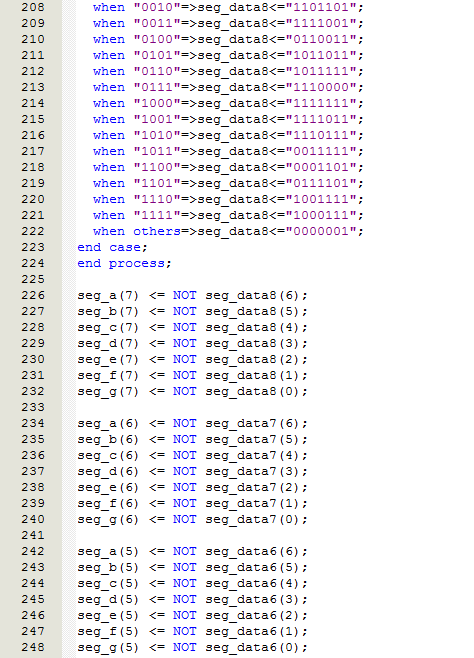 208 when "0010"=>seg_data8<="1101101";
209 when "0011"=>seg_data8<="1111001";
210 when "0100"=>seg_data8<="0110011";
211 when "0101"=>seg_data8<="1011011";
212 when "0110"=>seg_data8<="1011111";
213 when "0111"=>seg_data8<="1110000";
214 when "1000"=>seg_data8<="1111111";
215 when "1001"=>seg_data8<="1111011";
216 when "1010"=>seg_data8<="1110111";
217 when "1011"=>seg_data8<="0011111";
218 when "1100"=>seg_data8<="0001101";
219 when "1101"=>seg_data8<="0111101";
220 when "1110"=>seg_data8<="1001111";
221 when "1111"=>seg_data8<="1000111";
222 when others=>seg_data8<="0000001";
223 end case;
224 end process;
225
226 seg_a(7) <= NOT seg_data8(6);
227 seg_b(7) <= NOT seg_data8(5);
228 seg_c(7) <= NOT seg_data8(4);
229 seg_d(7) <= NOT seg_data8(3);
230 seg_e(7) <= NOT seg_data8(2);
231 seg_f(7) <= NOT seg_data8(1);
232 seg_g(7) <= NOT seg_data8(0);
233
234 seg_a(6) <= NOT seg_data7(6);
235 seg_b(6) <= NOT seg_data7(5);
236 seg_c(6) <= NOT seg_data7(4);
237 seg_d(6) <= NOT seg_data7(3);
238 seg_e(6) <= NOT seg_data7(2);
239 seg_f(6) <= NOT seg_data7(1);
240 seg_g(6) <= NOT seg_data7(0);
241
242 seg_a(5) <= NOT seg_data6(6);
243 seg_b(5) <= NOT seg_data6(5);
244 seg_c(5) <= NOT seg_data6(4);
245 seg_d(5) <= NOT seg_data6(3);
246 seg_e(5) <= NOT seg_data6(2);
247 seg_f(5) <= NOT seg_data6(1);
248 seg_g(5) <= NOT seg_data6(0);